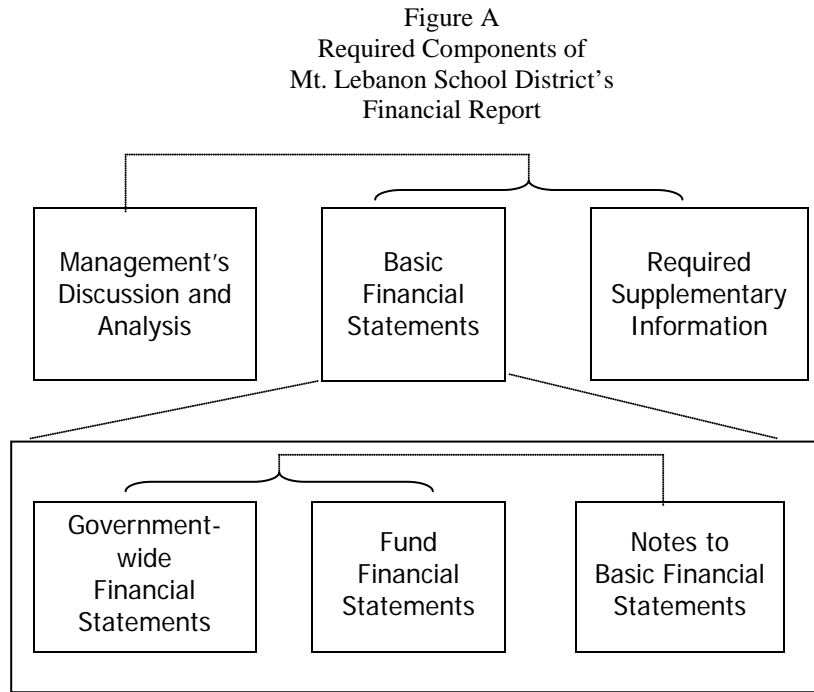 Figure A
Required Components of
Mt. Lebanon School District’s
Financial Report
Management’s
Discussion and
Analysis
Basic
Financial
Statements
Required
Supplementary
Information
Government-
wide
Financial
Statements
Fund
Financial
Statements
Notes to
Basic Financial
Statements